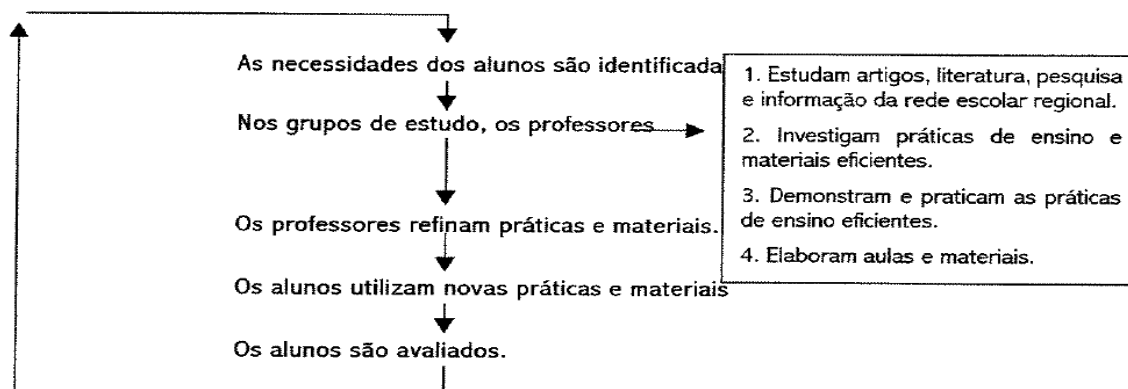 As necessidades dos alunos são identificada
Nos grupos de estudo, os professores
1. Estudam artigos, literatura, pesquisa
e informação da rede escolar regional.
2. Investigam práticas de ensino e
materiais eficientes.
3. Demonstram e praticam as práticas
de ensino eficientes.
4. Elaboram aulas e materiais.
Os professores refinam práticas e materiais.
Os alunos utilizam novas práticas e materiais
Os alunos são avaliados.